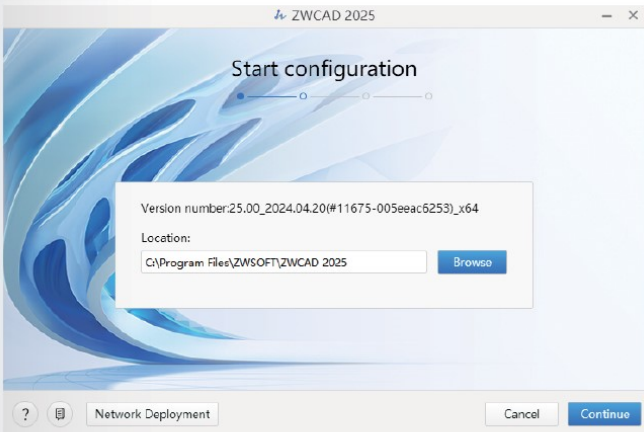 ZWCAD 2025
Start configuration
Version number:25.00_2024.04.20(#11675-005eeac6253)_x64
Location:
C:\Program Files\ZWSOFT\ZWCAD 2025
Browse
?
Network Deployment
Cancel
Continue